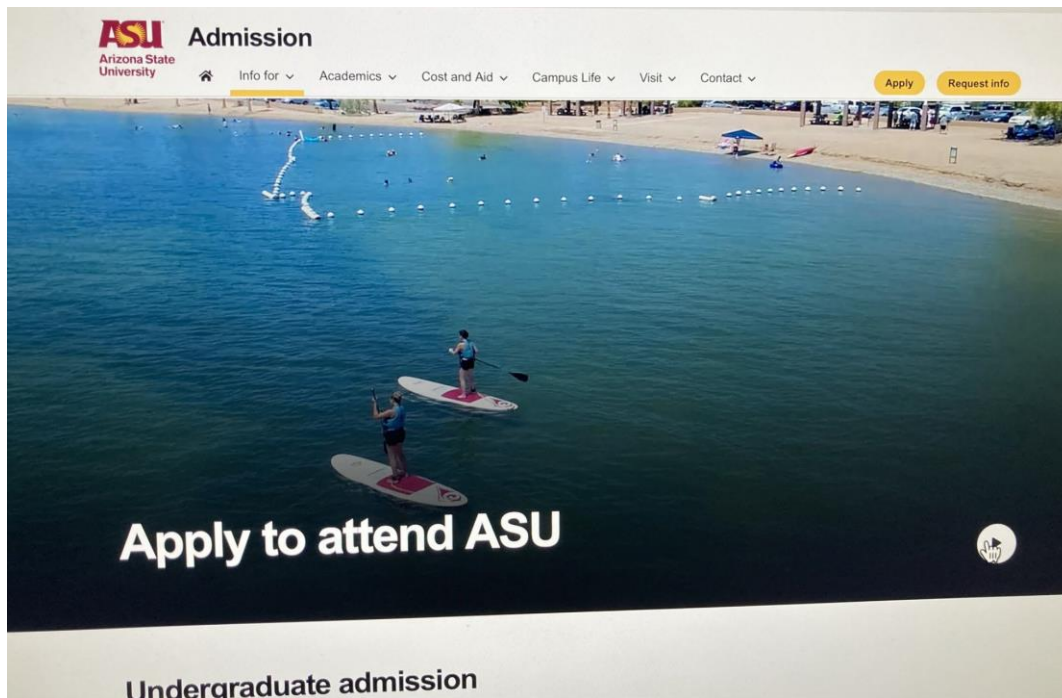 ASU
Arizona State
University
Admission
Info for
Academics
Cost and Aid
Campus Life
Visit
Contact
Apply
Request info
Apply to attend ASU
Undergraduate admission